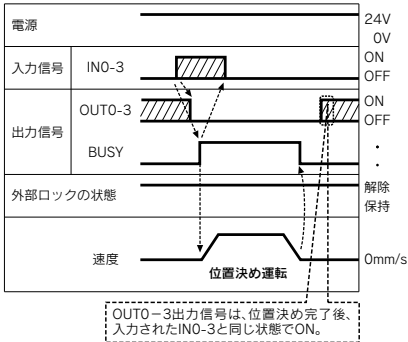 電源
24V
0V
入力信号
IN0-3
ON
OFF
出力信号
OUT0-3
ON
OFF
BUSY
・
・
外部ロックの状態
解除
保持
速度
位置決め運転
0mm/s
OUT0-3出力信号は、位置決め完了後、
入力されたIN0-3と同じ状態でON。